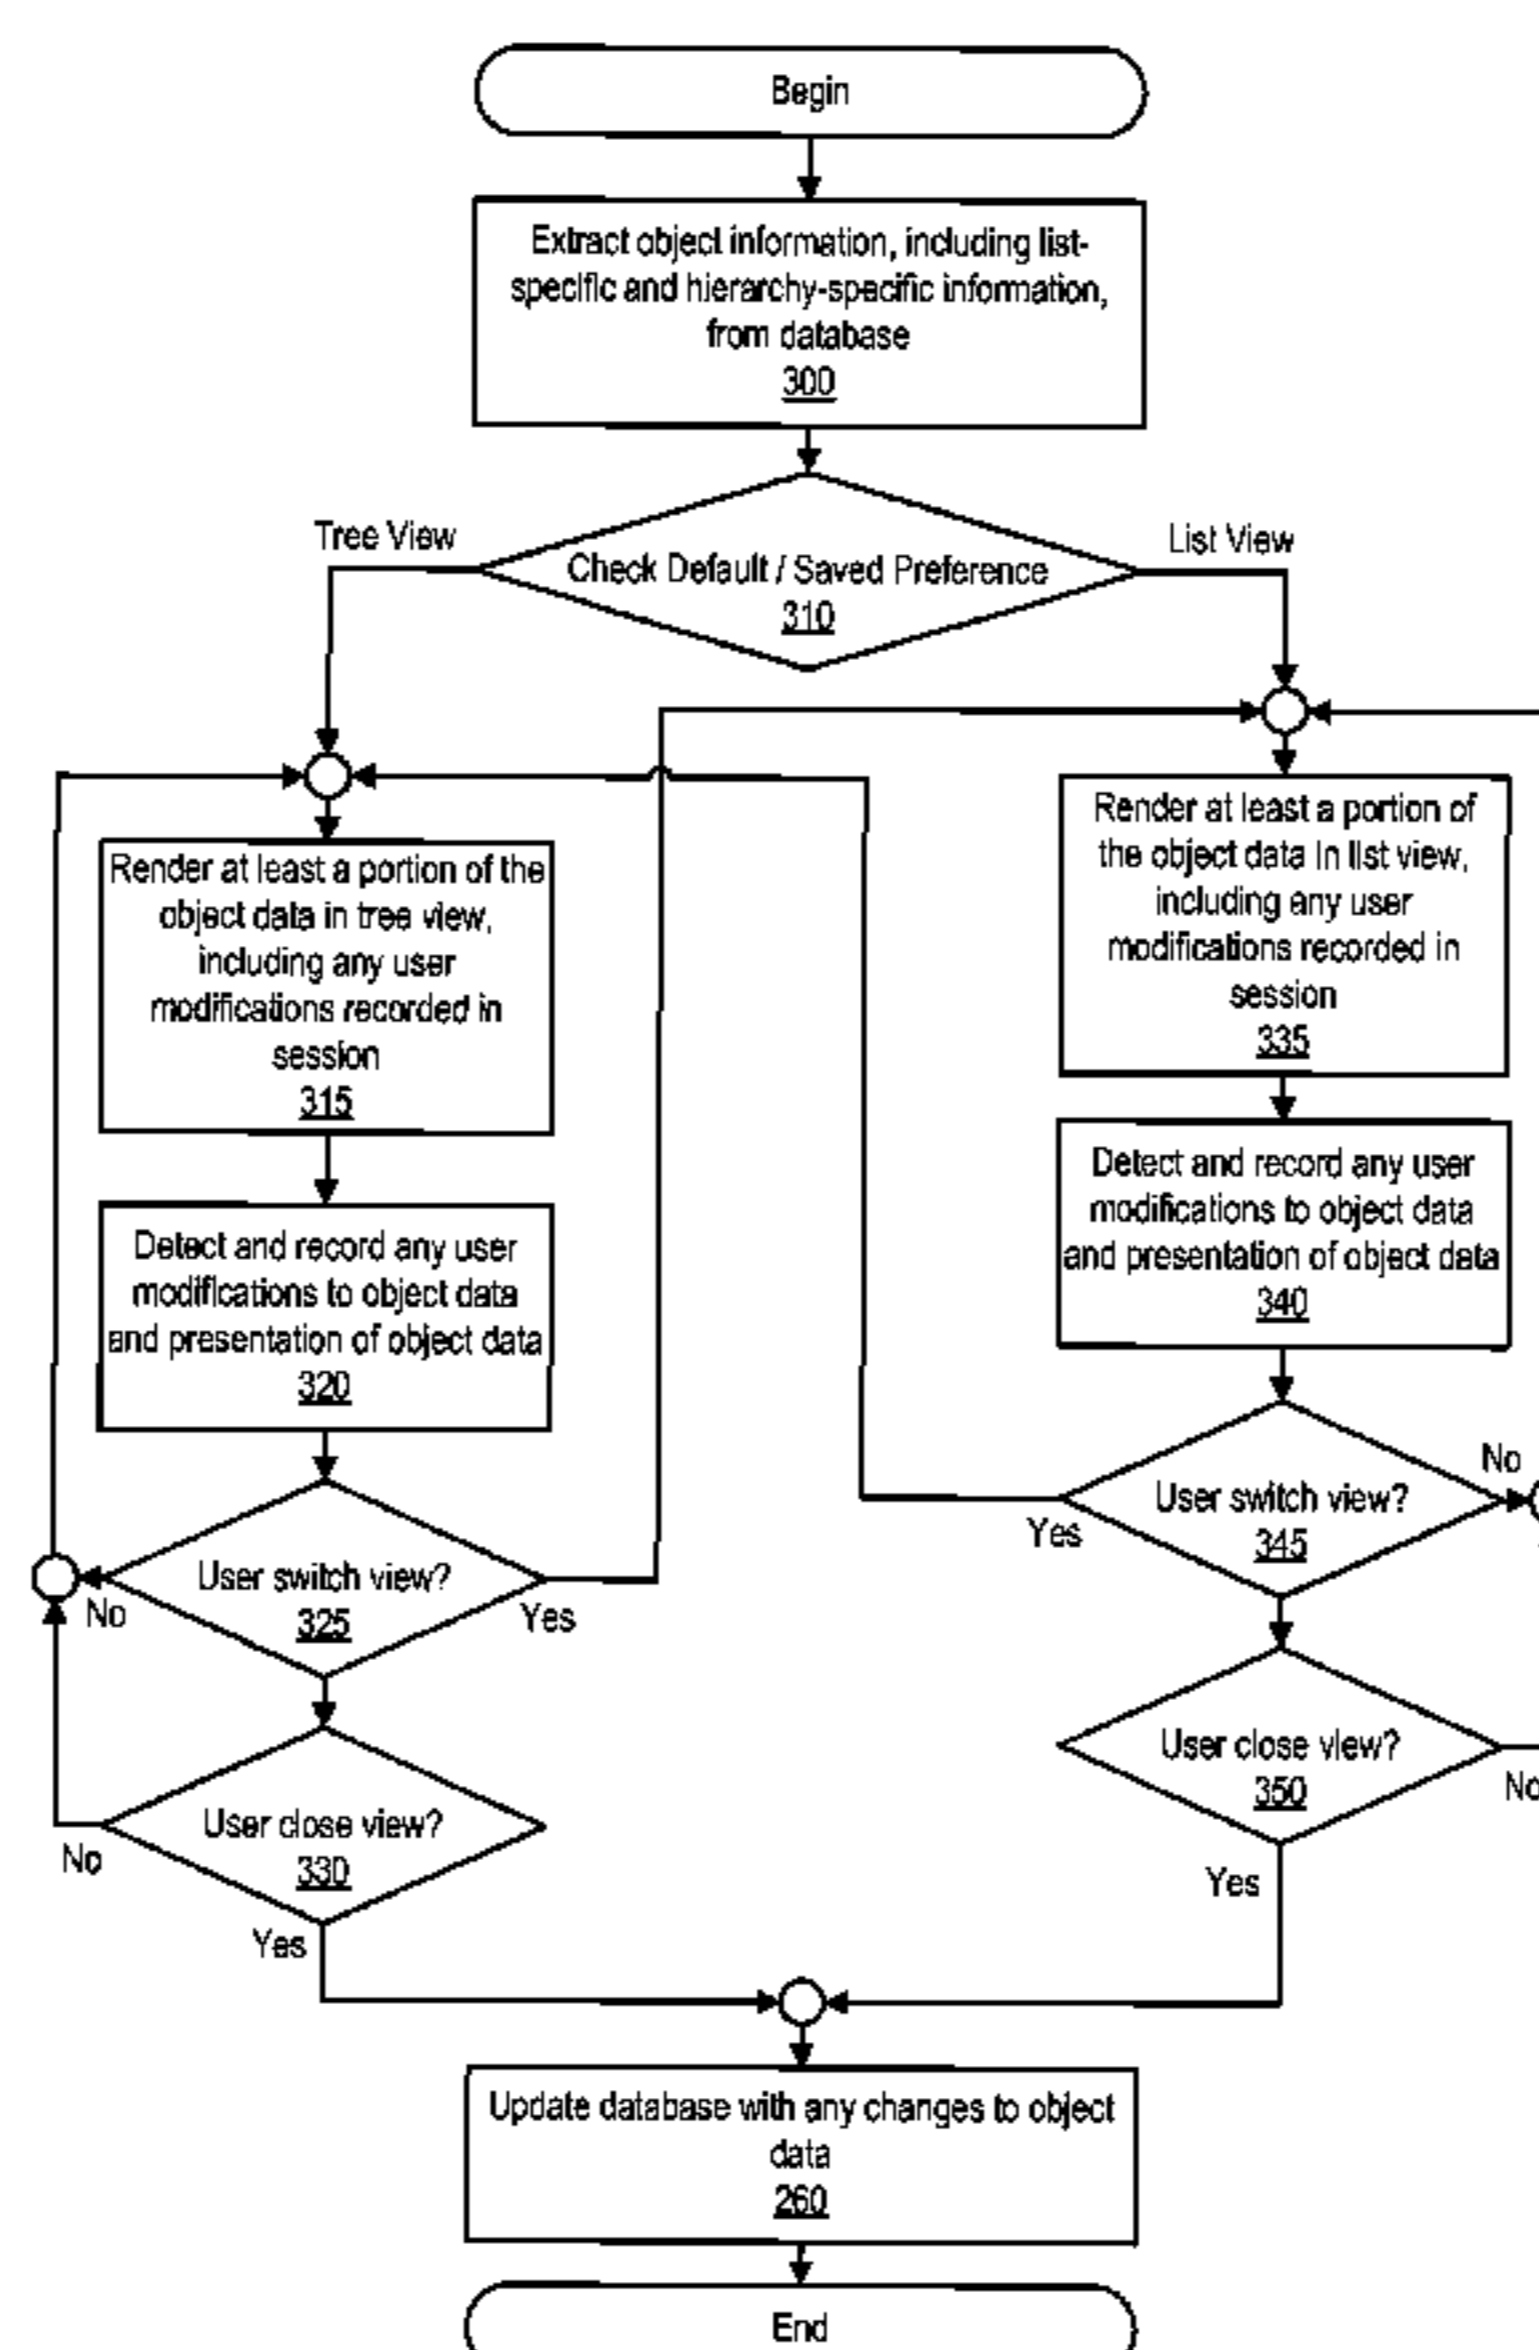 Begin
Extract object information, including list-
specific and hierarchy-specific information,
from database
300
Tree View
List View
Check Default / Saved Preference
310
Render at least a portion of the
object data in tree view,
including any user
modifications recorded in
session
315
Render at least a portion of
the object data in list view,
including any user
modifications recorded in
session
335
Detect and record any user
modifications to object data
and presentation of object data
320
Detect and record any user
modifications to object data
and presentation of object data
340
User switch view?
325
No
Yes
User switch view?
345
Yes
No
User close view?
330
No
Yes
User close view?
350
No
Yes
Update database with any changes to object
data
260
End